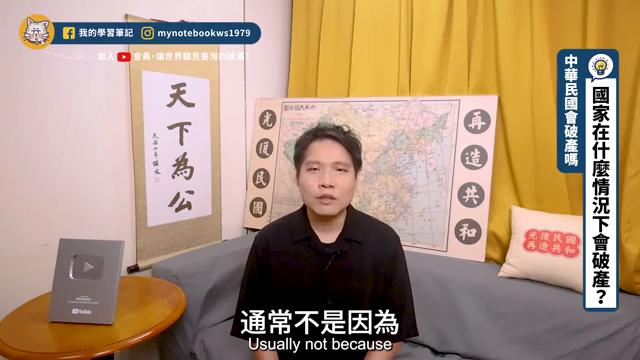 我的學習筆記
mynotebookws1979
加入 會員，讓世界聽見臺灣的故事!
中華民國會破產嗎
國家在什麼情況下會破產？
天下為公
光復民國
再造共和
光復民國
再造共和
YouTube
通常不是因為
Usually not because